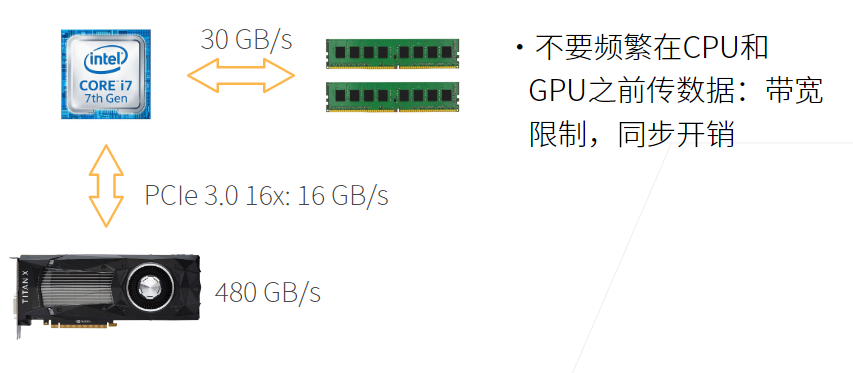 30 GB/s
intel
CORE i7
7th Gen
• 不要频繁在CPU和
GPU之前传数据：带宽
限制，同步开销
PCIe 3.0 16x: 16 GB/s
TITAN X
480 GB/s